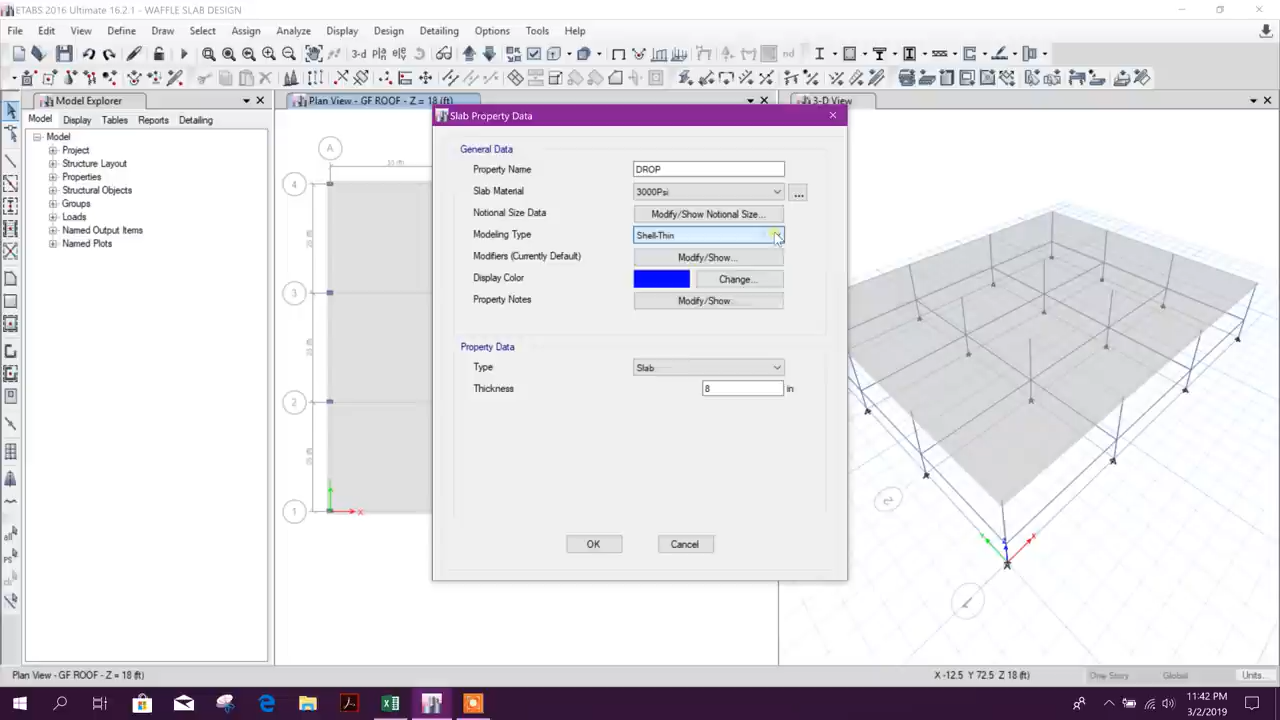 ETABS 2016 Ultimate 16.2.1 - WAFFLE SLAB DESIGN
File Edit View Define Draw Select Assign Analyze Display Design Detailing Options Tools Help
Model Explorer
Plan View - GF ROOF - Z = 18 (ft)
3-D View
Model Display Tables Reports Detailing
Model
Project
Structure Layout
Properties
Structural Objects
Groups
Loads
Named Output Items
Named Plots
A
4
3
2
1
X
Slab Property Data
General Data
Property Name DROP
Slab Material 3000Psi ...
Notional Size Data Modify/Show Notional Size...
Modeling Type Shell-Thin
Modifiers (Currently Default) Modify/Show...
Display Color Change...
Property Notes Modify/Show...
Property Data
Type Slab
Thickness 8 in
OK Cancel
2
1
X
Z
Plan View - GF ROOF - Z = 18 (ft)
X -12.5 Y 72.5 Z 18 (ft)
One Story Global Units...
11:42 PM
3/2/2019